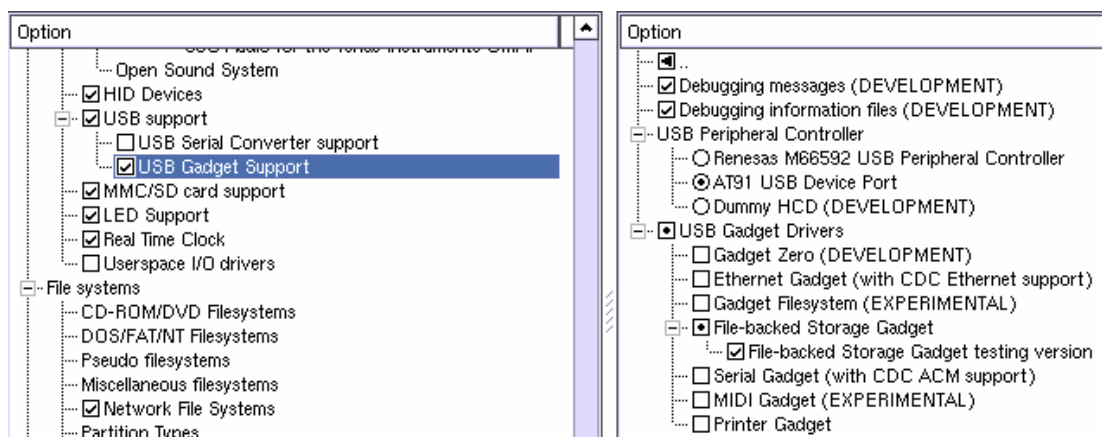 Option
Open Sound System
HID Devices
USB support
USB Serial Converter support
USB Gadget Support
MMC/SD card support
LED Support
Real Time Clock
Userspace I/O drivers
File systems
CD-ROM/DVD Filesystems
DOS/FAT/NT Filesystems
Pseudo filesystems
Miscellaneous filesystems
Network File Systems
Partition Types
Option
..
Debugging messages (DEVELOPMENT)
Debugging information files (DEVELOPMENT)
USB Peripheral Controller
Renesas M66592 USB Peripheral Controller
AT91 USB Device Port
Dummy HCD (DEVELOPMENT)
USB Gadget Drivers
Gadget Zero (DEVELOPMENT)
Ethernet Gadget (with CDC Ethernet support)
Gadget Filesystem (EXPERIMENTAL)
File-backed Storage Gadget
File-backed Storage Gadget testing version
Serial Gadget (with CDC ACM support)
MIDI Gadget (EXPERIMENTAL)
Printer Gadget